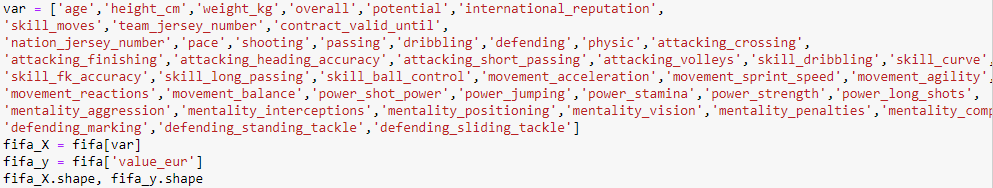 var = ['age','height_cm','weight_kg','overall','potential','international_reputation',
'skill_moves','team_jersey_number','contract_valid_until',
'nation_jersey_number','pace','shooting','passing','dribbling','defending','physic','attacking_crossing',
'attacking_finishing','attacking_heading_accuracy','attacking_short_passing','attacking_volleys','skill_dribbling','skill_curve',
'skill_fk_accuracy','skill_long_passing','skill_ball_control','movement_acceleration','movement_sprint_speed','movement_agility',
'movement_reactions','movement_balance','power_shot_power','power_jumping','power_stamina','power_strength','power_long_shots',
'mentality_aggression','mentality_interceptions','mentality_positioning','mentality_vision','mentality_penalties','mentality_comp
'defending_marking','defending_standing_tackle','defending_sliding_tackle']
fifa_X = fifa[var]
fifa_y = fifa['value_eur']
fifa_X.shape, fifa_y.shape